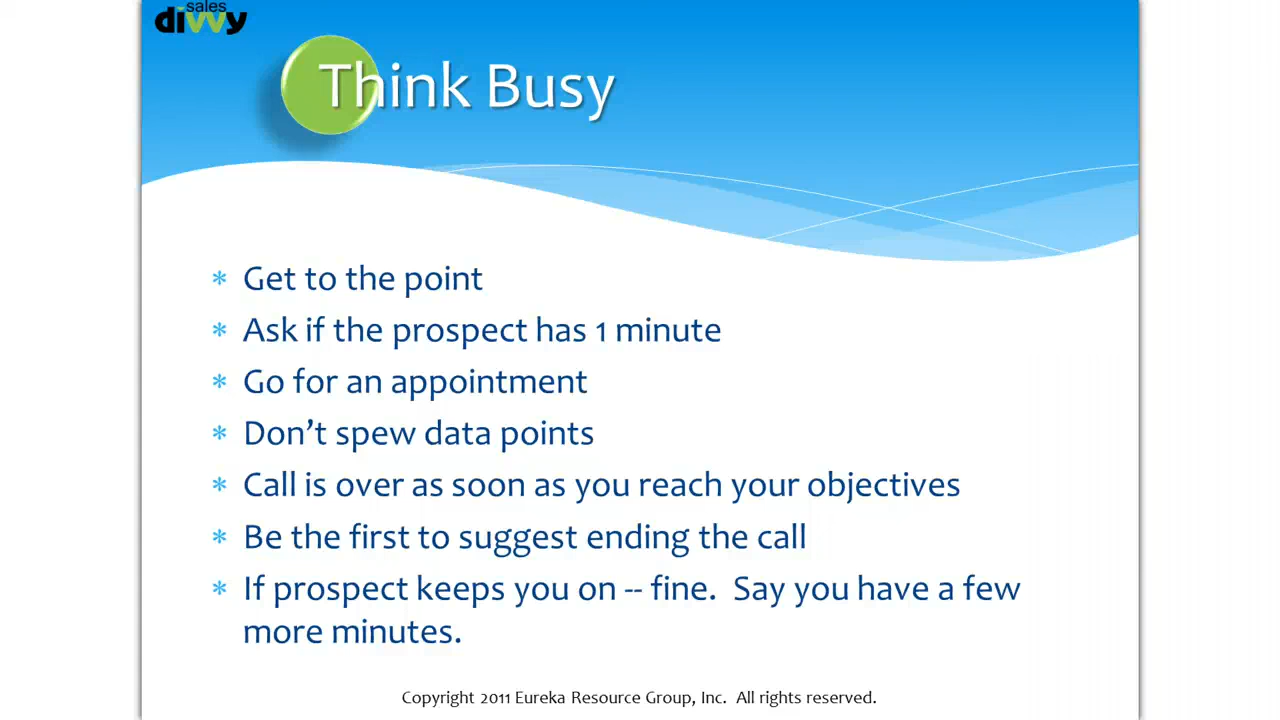 sales
divvy
Think Busy
* Get to the point
* Ask if the prospect has 1 minute
* Go for an appointment
* Don’t spew data points
* Call is over as soon as you reach your objectives
* Be the first to suggest ending the call
* If prospect keeps you on -- fine.  Say you have a few
more minutes.
Copyright 2011 Eureka Resource Group, Inc.  All rights reserved.